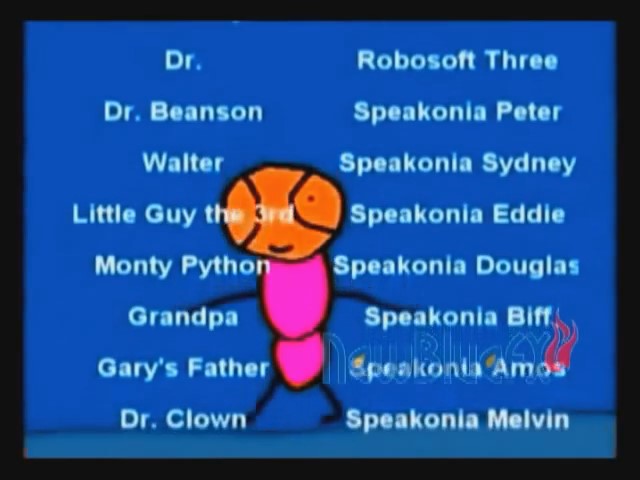 Dr. Robosoft Three
Dr. Beanson Speakonia Peter
Walter Speakonia Sydney
Little Guy the 3rd Speakonia Eddie
Monty Python Speakonia Douglas
Grandpa Speakonia Biff
Gary's Father Speakonia Amos
NewBlueFX
Dr. Clown Speakonia Melvin